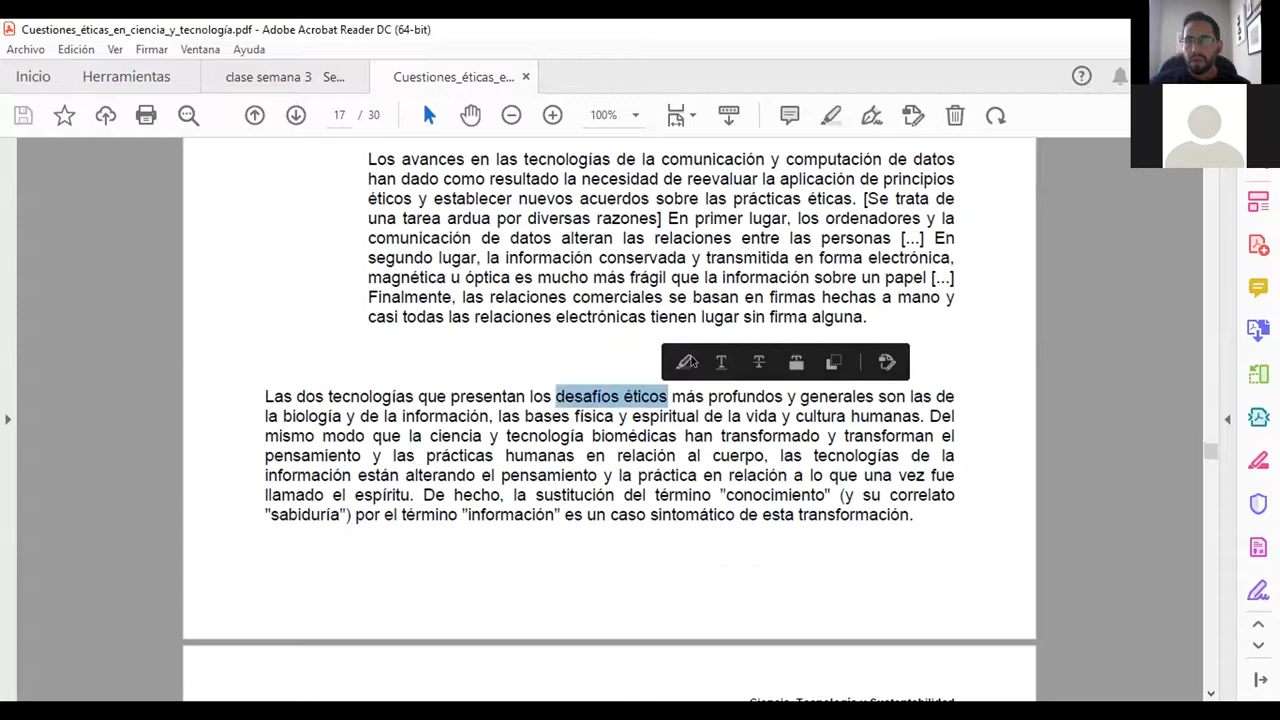 Cuestiones_éticas_en_ciencia_y_tecnología.pdf - Adobe Acrobat Reader DC (64-bit)
Archivo Edición Ver Firmar Ventana Ayuda
Inicio Herramientas clase semana 3 Se... Cuestiones_éticas_e... ×
17 / 30 100%
Los avances en las tecnologías de la comunicación y computación de datos
han dado como resultado la necesidad de reevaluar la aplicación de principios
éticos y establecer nuevos acuerdos sobre las prácticas éticas. [Se trata de
una tarea ardua por diversas razones] En primer lugar, los ordenadores y la
comunicación de datos alteran las relaciones entre las personas [...] En
segundo lugar, la información conservada y transmitida en forma electrónica,
magnética u óptica es mucho más frágil que la información sobre un papel [...]
Finalmente, las relaciones comerciales se basan en firmas hechas a mano y
casi todas las relaciones electrónicas tienen lugar sin firma alguna.
Las dos tecnologías que presentan los desafíos éticos más profundos y generales son las de
la biología y de la información, las bases física y espiritual de la vida y cultura humanas. Del
mismo modo que la ciencia y tecnología biomédicas han transformado y transforman el
pensamiento y las prácticas humanas en relación al cuerpo, las tecnologías de la
información están alterando el pensamiento y la práctica en relación a lo que una vez fue
llamado el espíritu. De hecho, la sustitución del término "conocimiento" (y su correlato
"sabiduría") por el término "información" es un caso sintomático de esta transformación.
Ciencia, Tecnología y Sustentabilidad